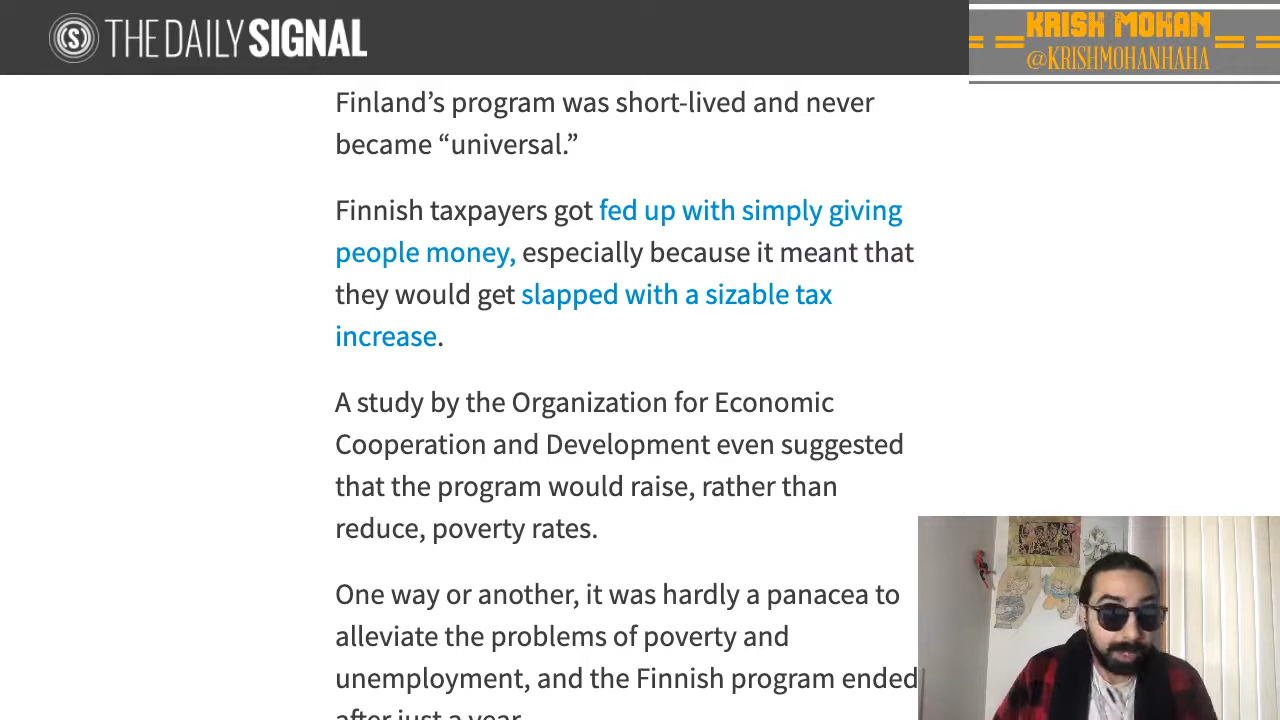 THE DAILY SIGNAL
KRISH MOHAN
@KRISHMOHANHAHA
Finland’s program was short-lived and never
became “universal.”
Finnish taxpayers got fed up with simply giving
people money, especially because it meant that
they would get slapped with a sizable tax
increase.
A study by the Organization for Economic
Cooperation and Development even suggested
that the program would raise, rather than
reduce, poverty rates.
One way or another, it was hardly a panacea to
alleviate the problems of poverty and
unemployment, and the Finnish program ended
after just a year.